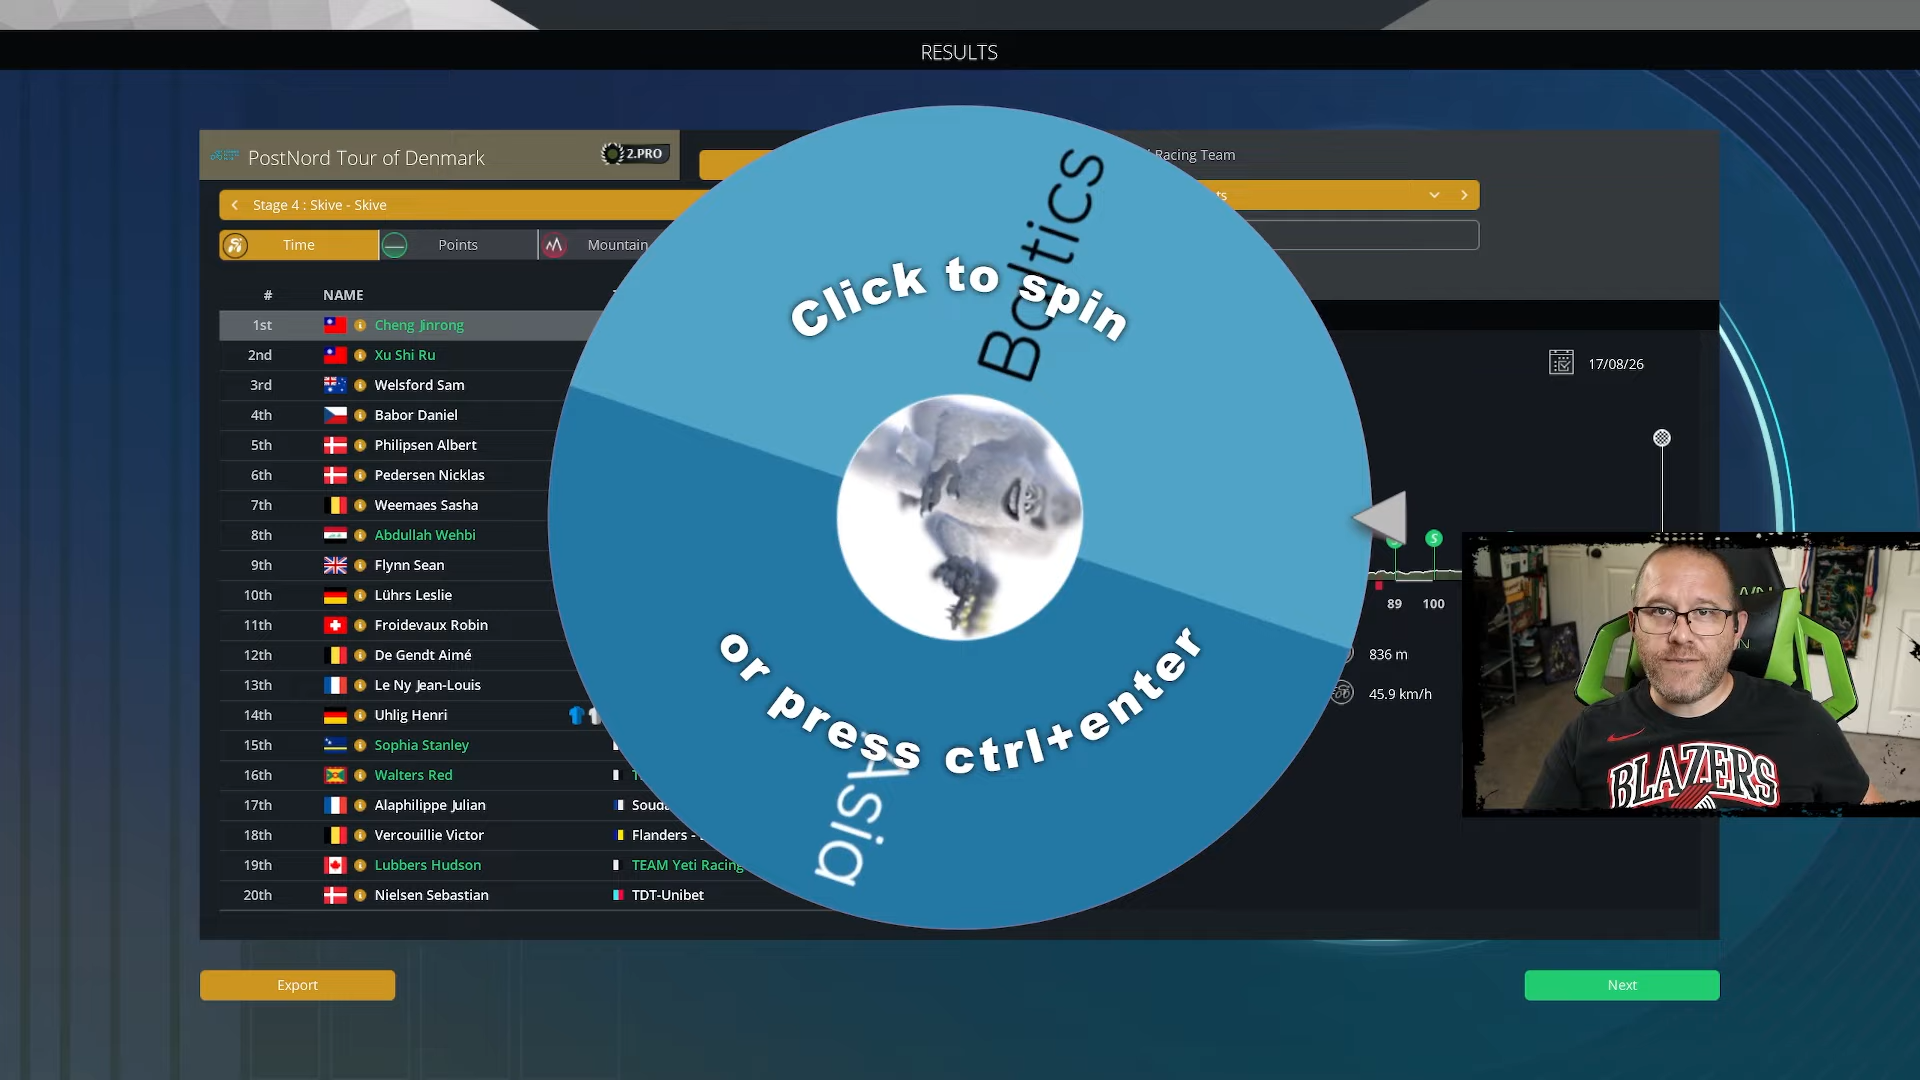 RESULTS
PostNord Tour of Denmark
2.PRO
Racing Team
Stage 4 : Skive - Skive
ts
Time
Points
Mountain
# NAME
1st Cheng Jinrong
2nd Xu Shi Ru
3rd Welsford Sam
4th Babor Daniel
5th Philipsen Albert
6th Pedersen Nicklas
7th Weemaes Sasha
8th Abdullah Wehbi
9th Flynn Sean
10th Lührs Leslie
11th Froidevaux Robin
12th De Gendt Aimé
13th Le Ny Jean-Louis
14th Uhlig Henri
15th Sophia Stanley
16th Walters Red
17th Alaphilippe Julian Souda
18th Vercouillie Victor Flanders -
19th Lubbers Hudson TEAM Yeti Racing
20th Nielsen Sebastian TDT-Unibet
Click to spin
or press ctrl+enter
Baltics
Asia
17/08/26
S
89 100
836 m
45.9 km/h
BLAZERS
Export
Next